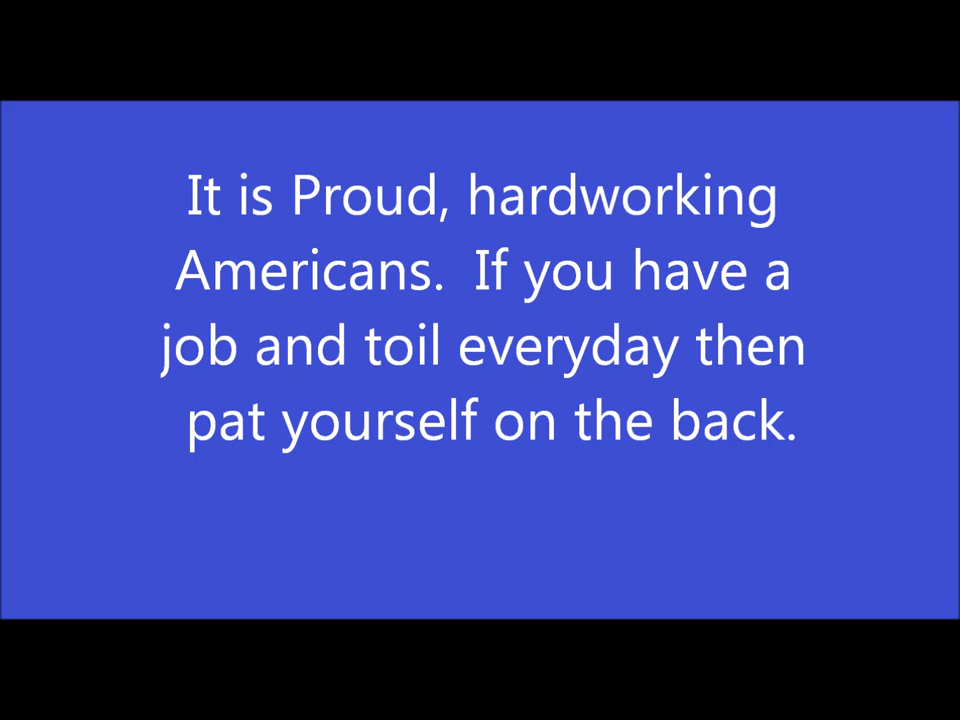 It is Proud, hardworking
Americans.  If you have a
job and toil everyday then
pat yourself on the back.